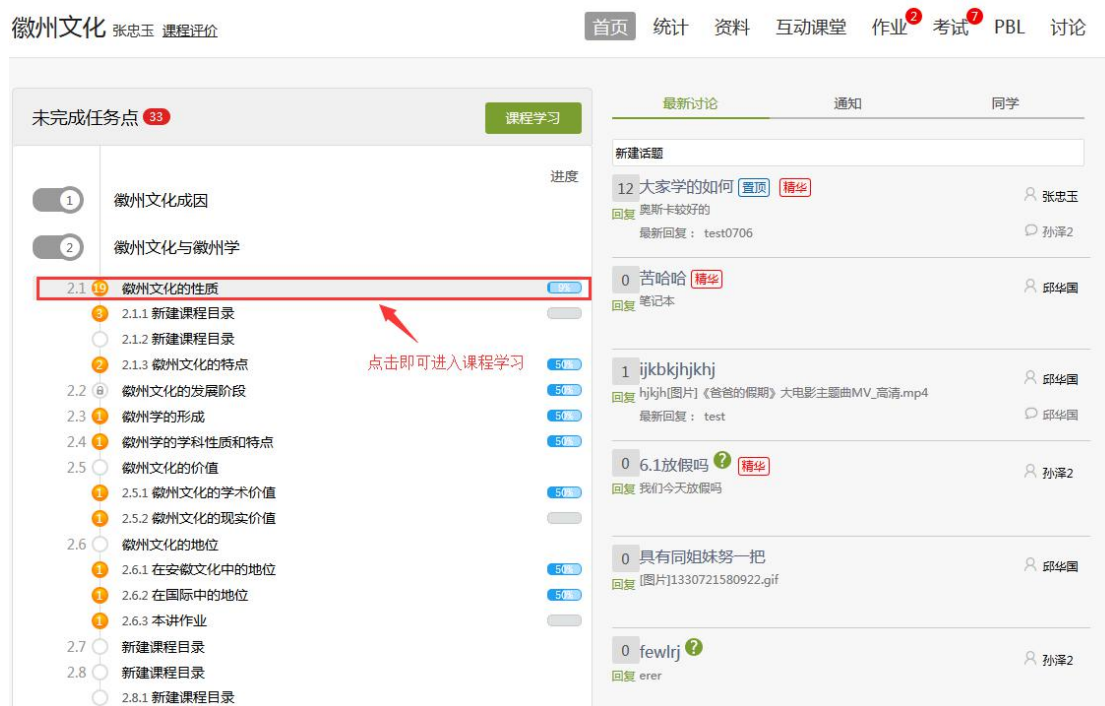 徽州文化 张忠玉 课程评价
首页 统计 资料 互动课堂 作业 2 考试 7 PBL 讨论
未完成任务点 33
课程学习
进度
1 徽州文化成因
2 徽州文化与徽州学
2.1 19 徽州文化的性质 9%
3 2.1.1 新建课程目录
2.1.2 新建课程目录
2 2.1.3 徽州文化的特点 50%
点击即可进入课程学习
2.2 徽州文化的发展阶段 50%
2.3 1 徽州学的形成 50%
2.4 1 徽州学的学科性质和特点 50%
2.5 徽州文化的价值
1 2.5.1 徽州文化的学术价值 50%
1 2.5.2 徽州文化的现实价值
2.6 徽州文化的地位
1 2.6.1 在安徽文化中的地位 50%
1 2.6.2 在国际中的地位 50%
1 2.6.3 本讲作业
2.7 新建课程目录
2.8 新建课程目录
2.8.1 新建课程目录
最新讨论 通知 同学
新建话题
12 大家学的如何 置顶 精华 张忠玉
回复 奥斯卡较好的
最新回复： test0706 孙泽2
0 苦哈哈 精华 邱华国
回复 笔记本
1 ijkbkjhjkhj 邱华国
回复 hjkjh[图片]《爸爸的假期》大电影主题曲MV_高清.mp4
最新回复： test 邱华国
0 6.1放假吗 ? 精华 孙泽2
回复 我们今天放假吗
0 具有同姐妹努一把 邱华国
回复 [图片]1330721580922.gif
0 fewlrj ? 孙泽2
回复 erer